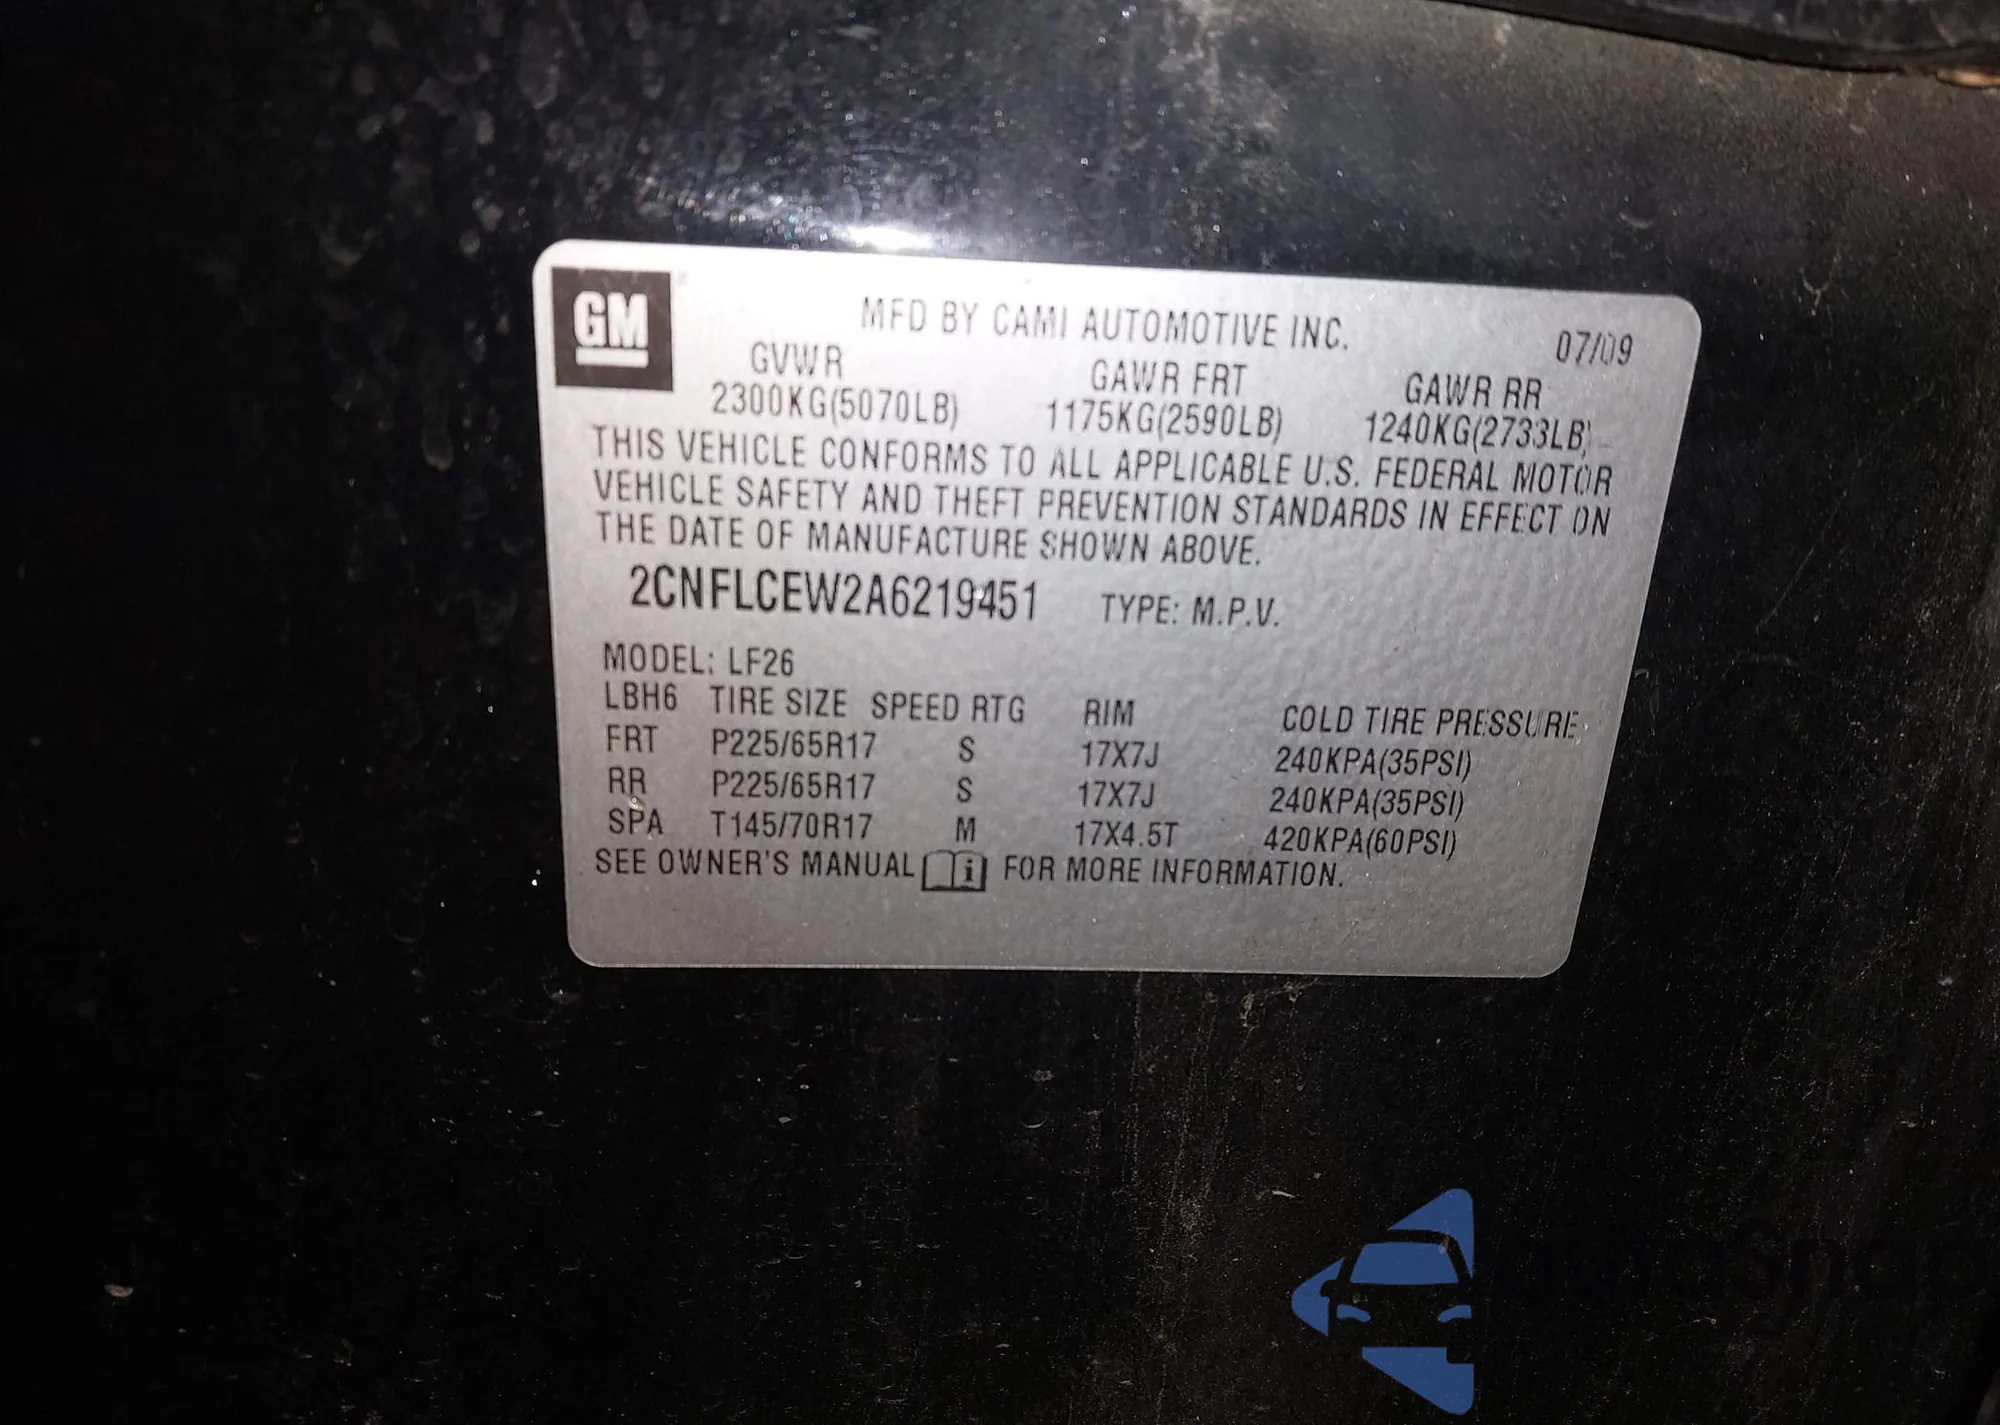 GM
MFD BY CAMI AUTOMOTIVE INC. 07/09
GVWR GAWR FRT GAWR RR
2300KG(5070LB) 1175KG(2590LB) 1240KG(2733LB)
THIS VEHICLE CONFORMS TO ALL APPLICABLE U.S. FEDERAL MOTOR
VEHICLE SAFETY AND THEFT PREVENTION STANDARDS IN EFFECT ON
THE DATE OF MANUFACTURE SHOWN ABOVE.
2CNFLCEW2A6219451 TYPE: M.P.V.
MODEL: LF26
LBH6 TIRE SIZE SPEED RTG RIM COLD TIRE PRESSURE
FRT P225/65R17 S 17X7J 240KPA(35PSI)
RR P225/65R17 S 17X7J 240KPA(35PSI)
SPA T145/70R17 M 17X4.5T 420KPA(60PSI)
SEE OWNER'S MANUAL FOR MORE INFORMATION.